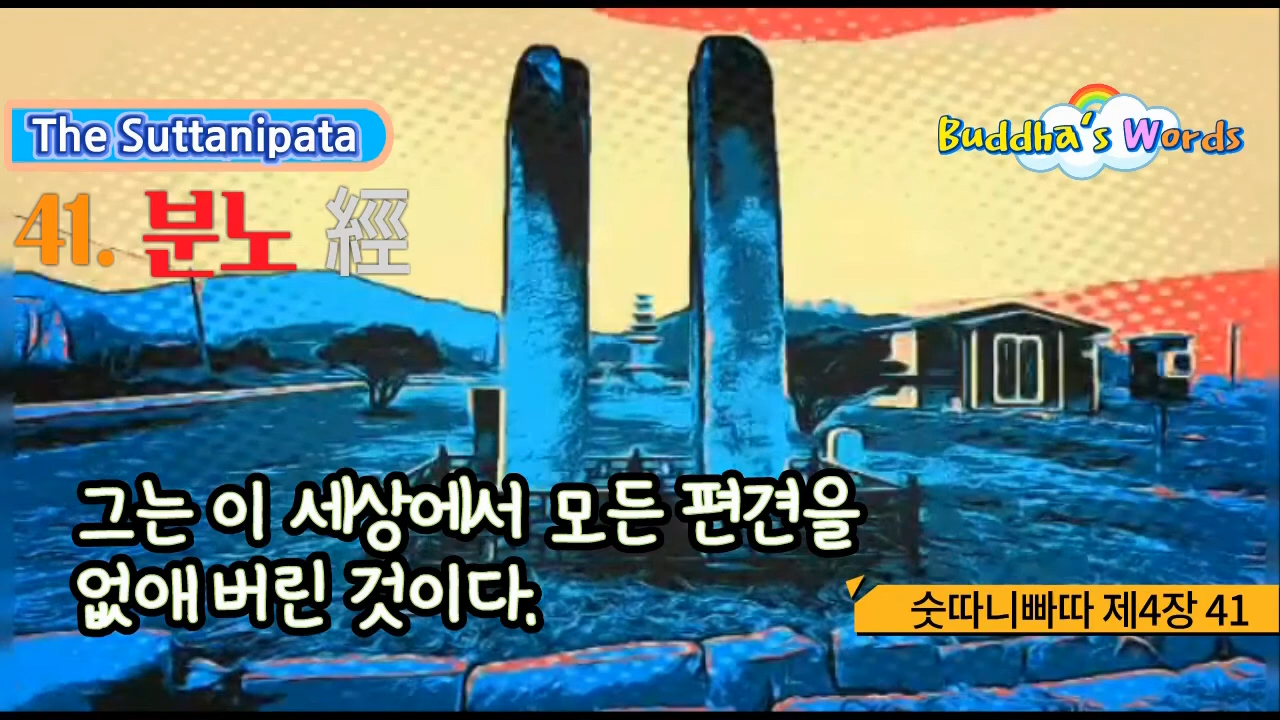 The Suttanipata
Buddha's Words
41. 분노 經
그는 이 세상에서 모든 편견을
없애 버린 것이다.
숫따니빠따 제4장 41